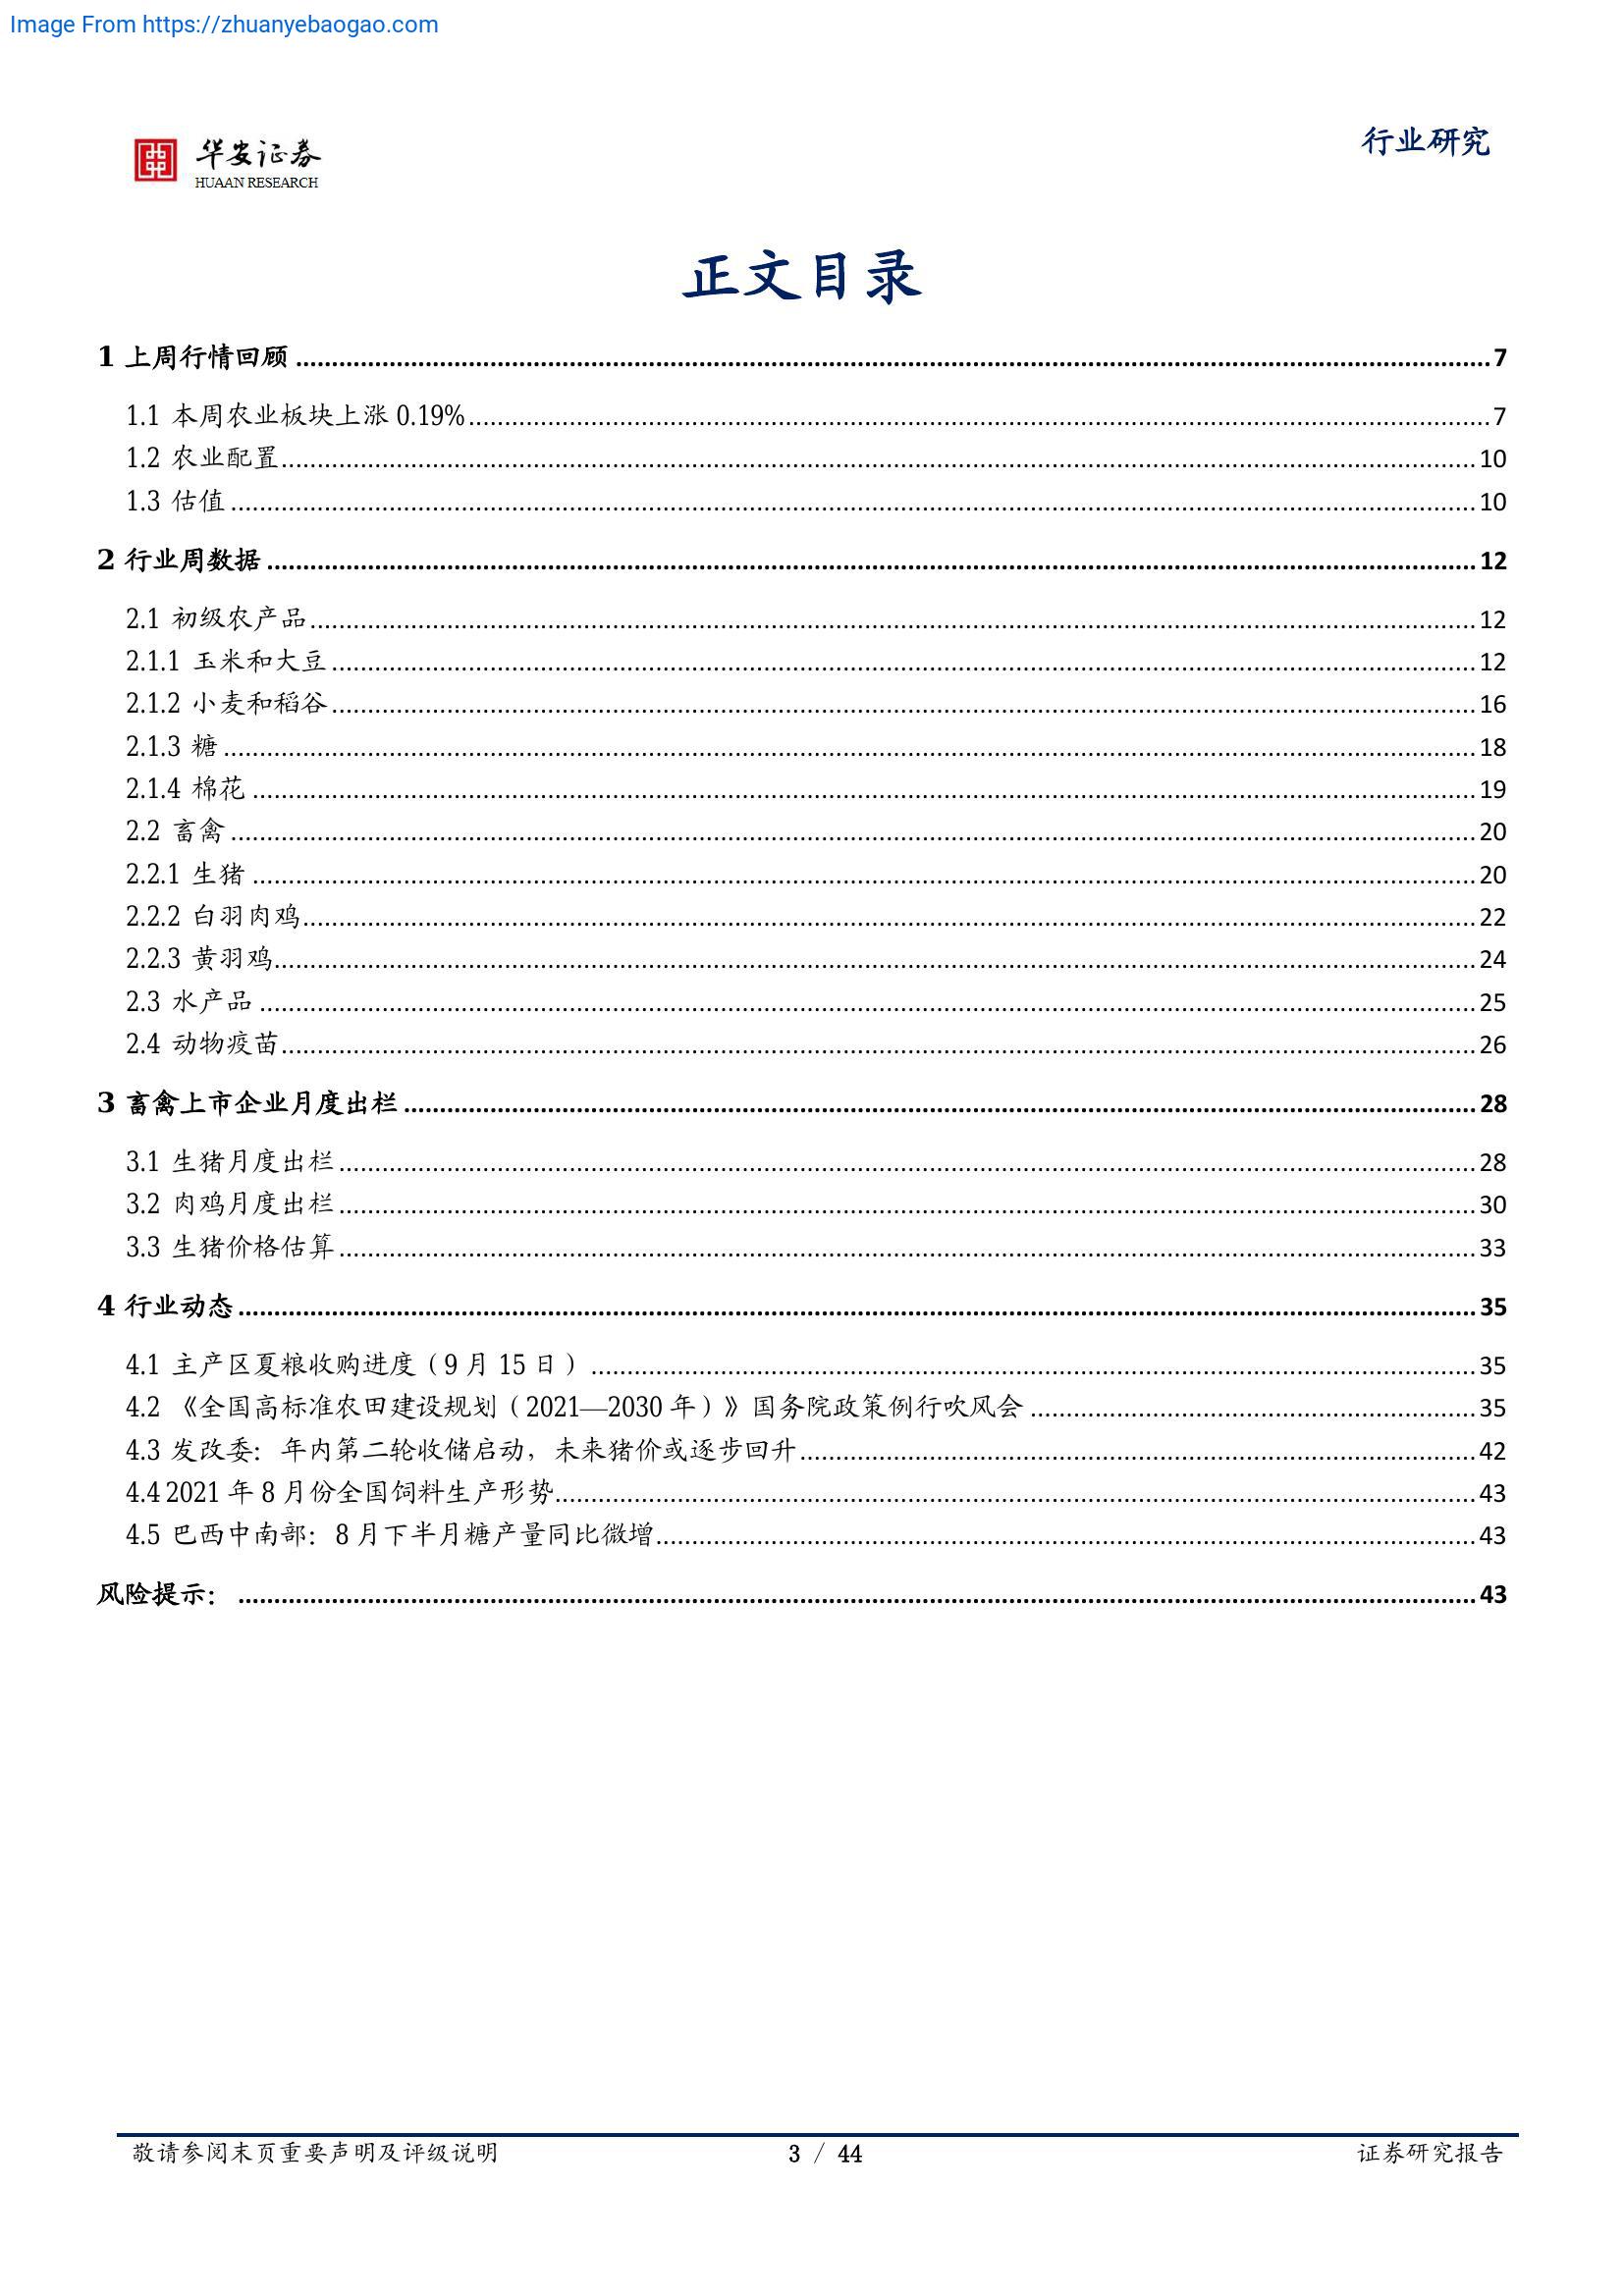 Image From https://zhuanyebaogao.com
华安证券
HUAAN RESEARCH
行业研究
正文目录
1 上周行情回顾 ........ 7
1.1 本周农业板块上涨 0.19% ........ 7
1.2 农业配置 ........ 10
1.3 估值 ........ 10
2 行业周数据 ........ 12
2.1 初级农产品 ........ 12
2.1.1 玉米和大豆 ........ 12
2.1.2 小麦和稻谷 ........ 16
2.1.3 糖 ........ 18
2.1.4 棉花 ........ 19
2.2 畜禽 ........ 20
2.2.1 生猪 ........ 20
2.2.2 白羽肉鸡 ........ 22
2.2.3 黄羽鸡 ........ 24
2.3 水产品 ........ 25
2.4 动物疫苗 ........ 26
3 畜禽上市企业月度出栏 ........ 28
3.1 生猪月度出栏 ........ 28
3.2 肉鸡月度出栏 ........ 30
3.3 生猪价格估算 ........ 33
4 行业动态 ........ 35
4.1 主产区夏粮收购进度（9 月 15 日） ........ 35
4.2 《全国高标准农田建设规划（2021—2030 年）》国务院政策例行吹风会 ........ 35
4.3 发改委：年内第二轮收储启动，未来猪价或逐步回升 ........ 42
4.4 2021 年 8 月份全国饲料生产形势 ........ 43
4.5 巴西中南部：8 月下半月糖产量同比微增 ........ 43
风险提示： ........ 43
敬请参阅末页重要声明及评级说明 3 / 44 证券研究报告